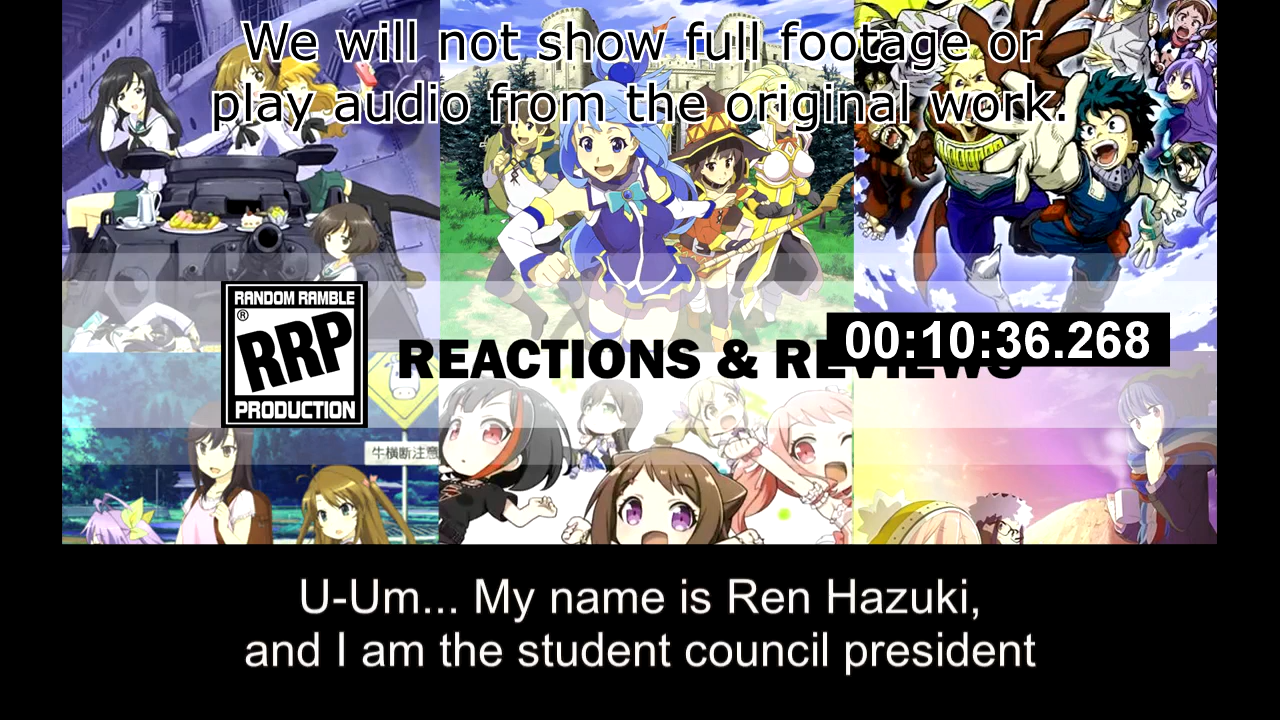 We will not show full footage or
play audio from the original work.
RANDOM RAMBLE
®
RRP
PRODUCTION
REACTIONS & REVIEWS
00:10:36.268
牛横断注意
U-Um... My name is Ren Hazuki,
and I am the student council president